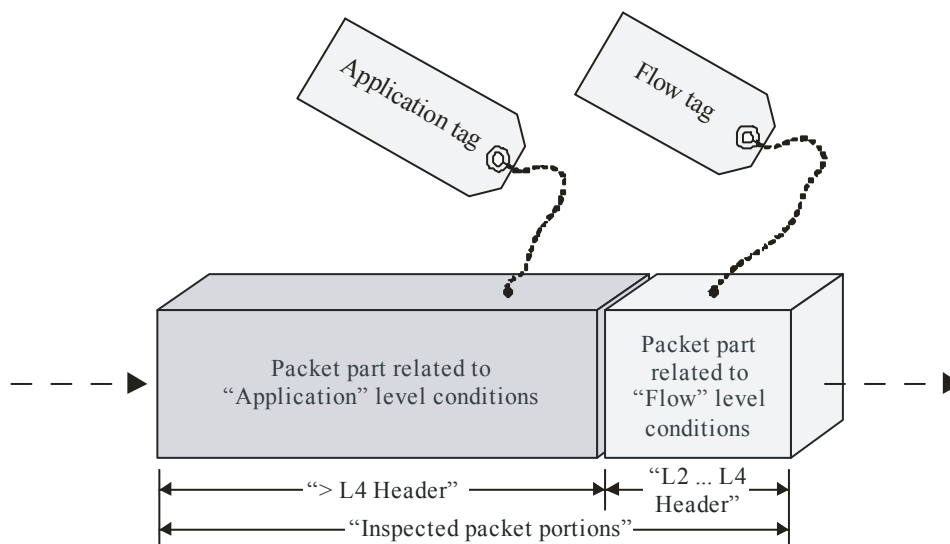 Application tag
Flow tag
Packet part related to
“Application” level conditions
Packet part
related to
“Flow” level
conditions
“> L4 Header”
“L2 ... L4
Header”
“Inspected packet portions”